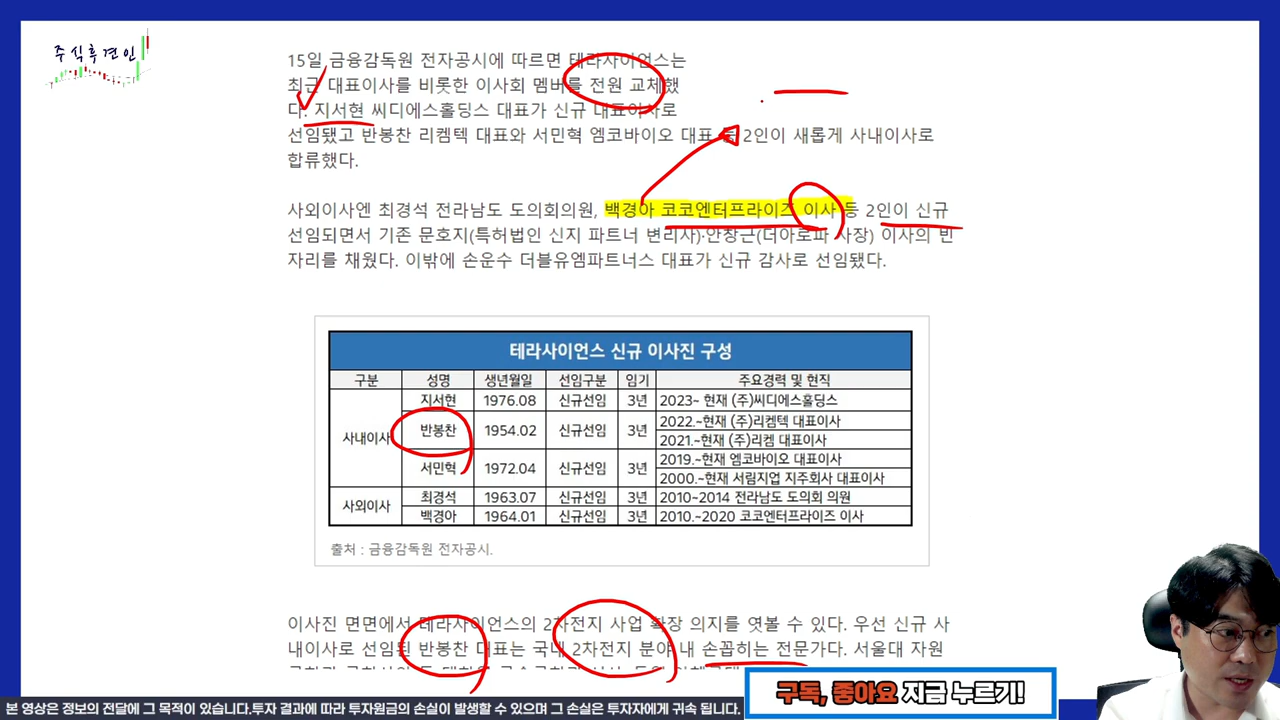 주식후견인
15일 금융감독원 전자공시에 따르면 테라사이언스는
최근 대표이사를 비롯한 이사회 멤버를 전원 교체했
다. 지서현 씨디에스홀딩스 대표가 신규 대표이사로
선임됐고 반봉찬 리켐텍 대표와 서민혁 엠코바이오 대표 등 2인이 새롭게 사내이사로
합류했다.
사외이사엔 최경석 전라남도 도의회의원, 백경아 코코엔터프라이즈 이사 등 2인이 신규
선임되면서 기존 문호지(특허법인 신지 파트너 변리사)·안창근(더아로파 사장) 이사의 빈
자리를 채웠다. 이밖에 손운수 더블유엠파트너스 대표가 신규 감사로 선임됐다.
테라사이언스 신규 이사진 구성
구분 성명 생년월일 선임구분 임기 주요경력 및 현직
사내이사 지서현 1976.08 신규선임 3년 2023~ 현재 (주)씨디에스홀딩스
반봉찬 1954.02 신규선임 3년 2022.~현재 (주)리켐텍 대표이사
2021.~현재 (주)리켐 대표이사
서민혁 1972.04 신규선임 3년 2019.~현재 엠코바이오 대표이사
2000.~현재 서림지업 지주회사 대표이사
사외이사 최경석 1963.07 신규선임 3년 2010~2014 전라남도 도의회 의원
백경아 1964.01 신규선임 3년 2010.~2020 코코엔터프라이즈 이사
출처 : 금융감독원 전자공시.
이사진 면면에서 테라사이언스의 2차전지 사업 확장 의지를 엿볼 수 있다. 우선 신규 사
내이사로 선임된 반봉찬 대표는 국내 2차전지 분야 내 손꼽히는 전문가다. 서울대 자원
구독, 좋아요 지금 누르기!
본 영상은 정보의 전달에 그 목적이 있습니다.투자 결과에 따라 투자원금의 손실이 발생할 수 있으며 그 손실은 투자자에게 귀속 됩니다.